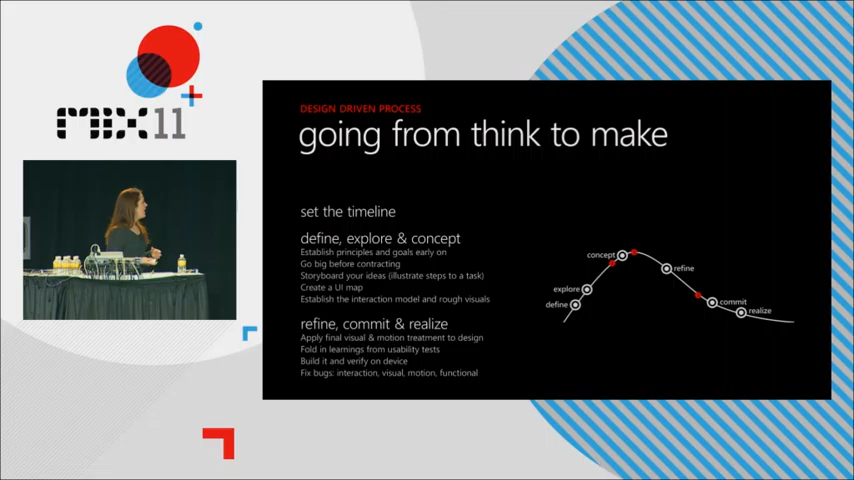 MIX11
DESIGN DRIVEN PROCESS
going from think to make
set the timeline
define, explore & concept
Establish principles and goals early on
Go big before contracting
Storyboard your ideas (illustrate steps to a task)
Create a UI map
Establish the interaction model and rough visuals
refine, commit & realize
Apply final visual & motion treatment to design
Fold in learnings from usability tests
Build it and verify on device
Fix bugs: interaction, visual, motion, functional
concept
refine
explore
define
commit
realize